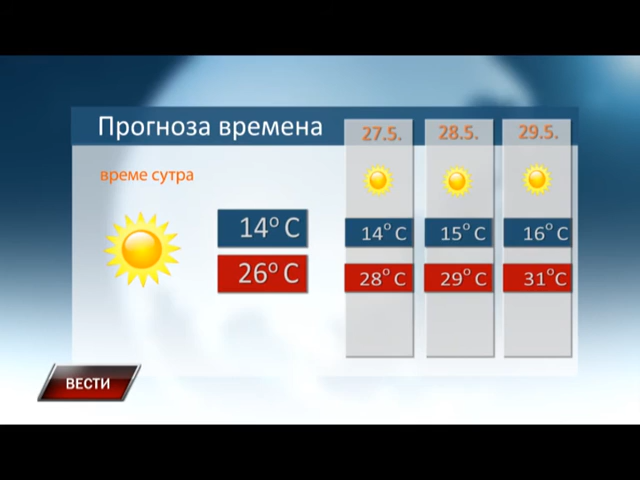 Прогноза времена
време сутра
14° C
26° C
27.5.
28.5.
29.5.
14° C
15° C
16° C
28° C
29° C
31°C
ВЕСТИ